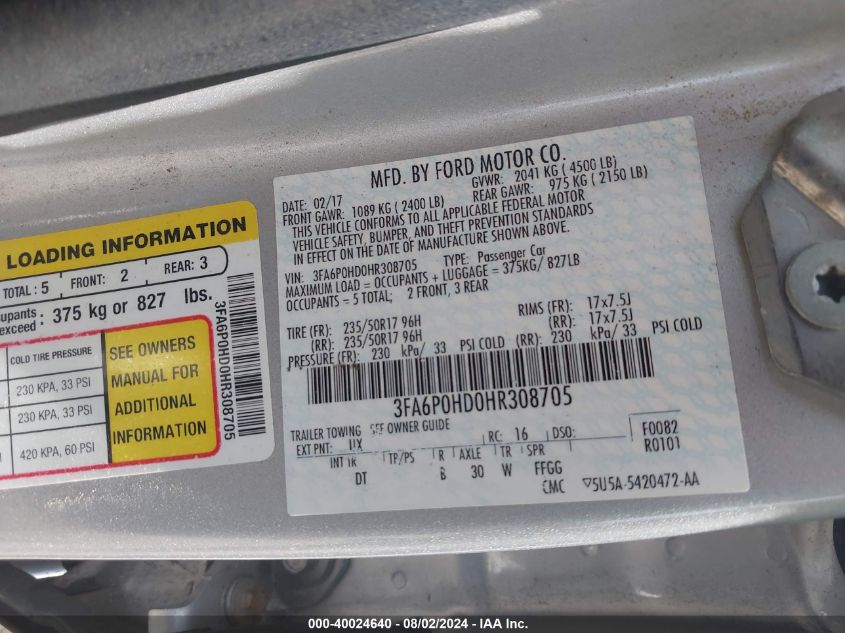 LOADING INFORMATION
TOTAL: 5 FRONT: 2 REAR: 3
upants exceed: 375 kg or 827 lbs.
COLD TIRE PRESSURE
230 KPA, 33 PSI
230 KPA, 33 PSI
420 KPA, 60 PSI
SEE OWNERS
MANUAL FOR
ADDITIONAL
INFORMATION
3FA6P0HD0HR308705
MFD. BY FORD MOTOR CO.
DATE: 02/17 GVWR: 2041 KG ( 4500 LB)
FRONT GAWR: 1089 KG ( 2400 LB) REAR GAWR: 975 KG ( 2150 LB)
THIS VEHICLE CONFORMS TO ALL APPLICABLE FEDERAL MOTOR
VEHICLE SAFETY, BUMPER, AND THEFT PREVENTION STANDARDS
IN EFFECT ON THE DATE OF MANUFACTURE SHOWN ABOVE.
VIN: 3FA6P0HD0HR308705 TYPE: Passenger Car
MAXIMUM LOAD = OCCUPANTS + LUGGAGE = 375KG/ 827LB
OCCUPANTS = 5 TOTAL; 2 FRONT, 3 REAR
TIRE (FR): 235/50R17 96H RIMS (FR): 17x7.5J
(RR): 235/50R17 96H (RR): 17x7.5J
PRESSURE (FR): 230 kPa/ 33 PSI COLD (RR): 230 kPa/ 33 PSI COLD
3FA6P0HD0HR308705
TRAILER TOWING SEE OWNER GUIDE
EXT PNT: UX RC: 16 DSO: F0082
R0101
INT TR TP/PS R AXLE TR SPR
DT B 30 W FFGG
CMC ▽5U5A-5420472-AA
000-40024640 - 08/02/2024 - IAA Inc.